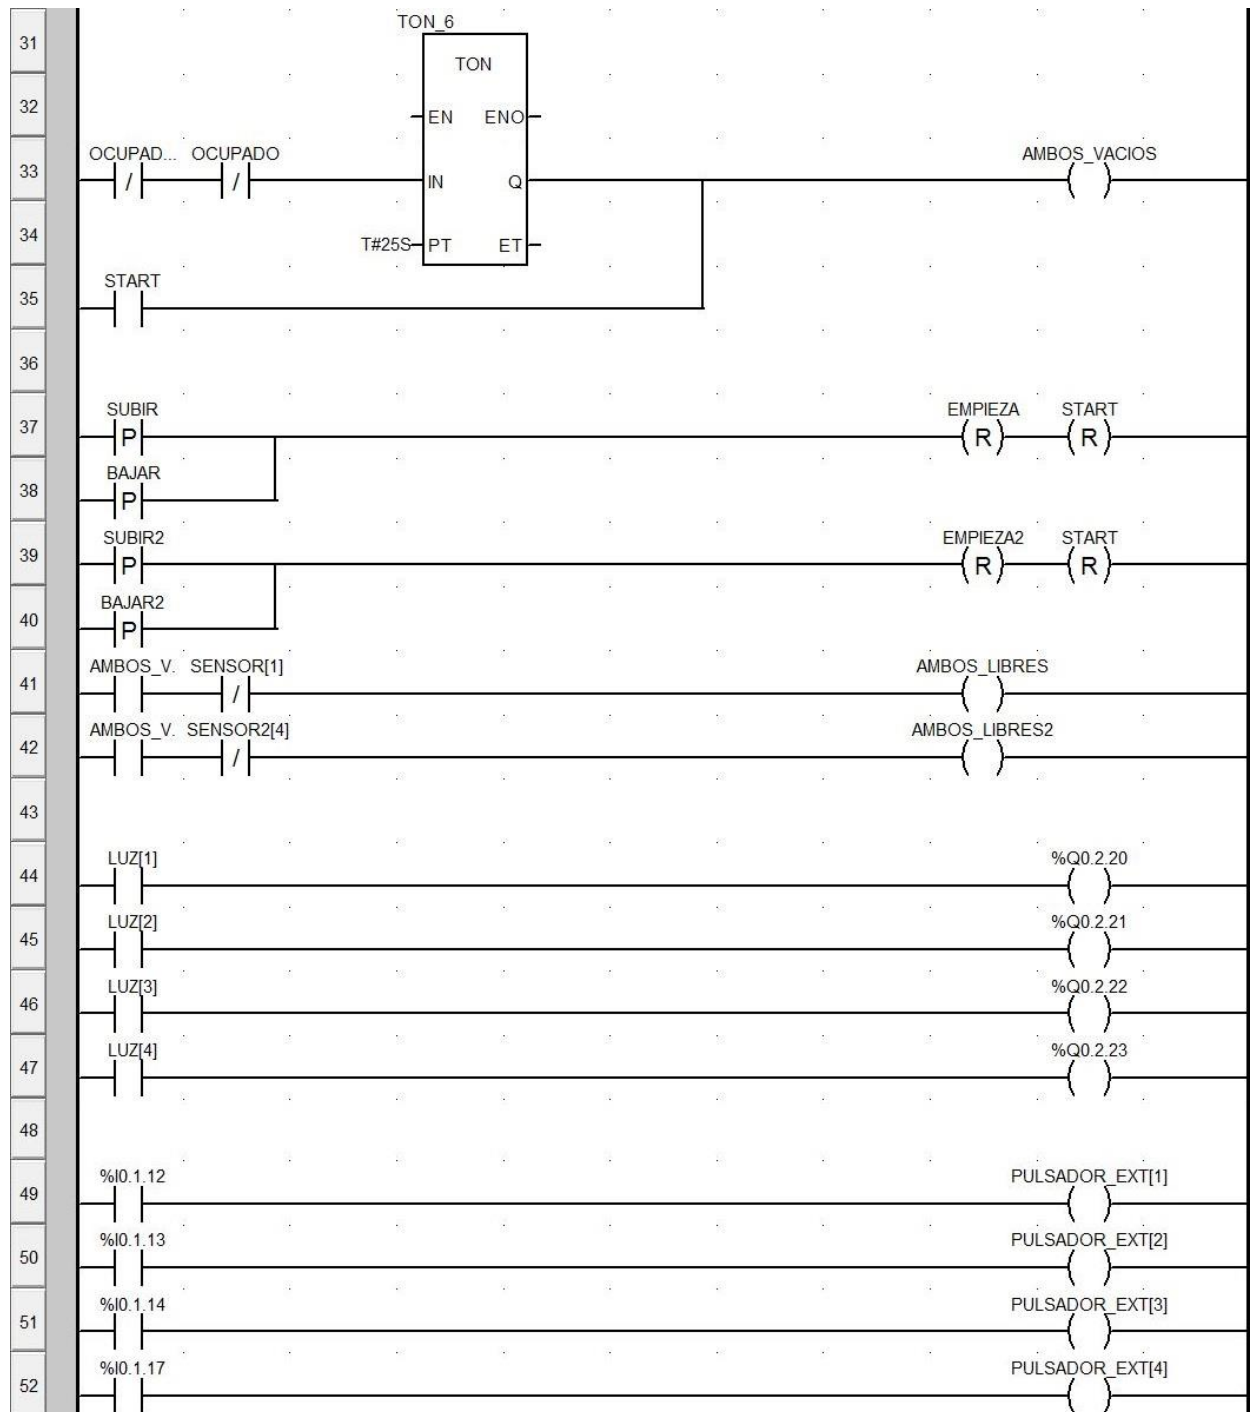 31 TON_6
TON
32 EN ENO
OCUPAD... OCUPADO AMBOS_VACIOS
33 / / IN Q ( )
34 T#25S PT ET
START
35
36
SUBIR EMPIEZA START
37 P (R) (R)
BAJAR
38 P
SUBIR2 EMPIEZA2 START
39 P (R) (R)
BAJAR2
40 P
AMBOS_V. SENSOR[1] AMBOS_LIBRES
41 / ( )
AMBOS_V. SENSOR2[4] AMBOS_LIBRES2
42 / ( )
43
LUZ[1] %Q0.2.20
44 ( )
LUZ[2] %Q0.2.21
45 ( )
LUZ[3] %Q0.2.22
46 ( )
LUZ[4] %Q0.2.23
47 ( )
48
%I0.1.12 PULSADOR_EXT[1]
49 ( )
%I0.1.13 PULSADOR_EXT[2]
50 ( )
%I0.1.14 PULSADOR_EXT[3]
51 ( )
%I0.1.17 PULSADOR_EXT[4]
52 ( )